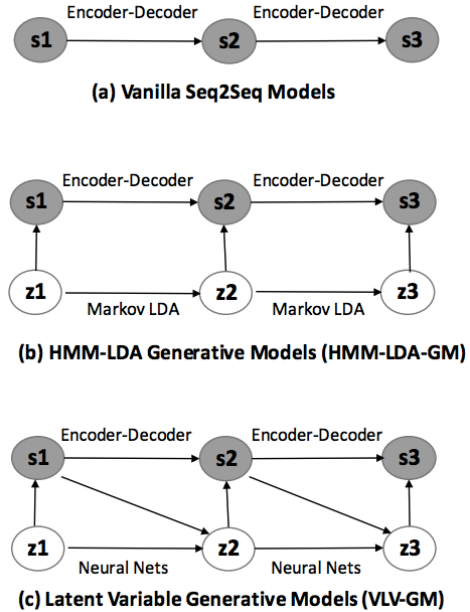 Encoder-Decoder Encoder-Decoder
s1 s2 s3
(a) Vanilla Seq2Seq Models
Encoder-Decoder Encoder-Decoder
s1 s2 s3
z1 z2 z3
Markov LDA Markov LDA
(b) HMM-LDA Generative Models (HMM-LDA-GM)
Encoder-Decoder Encoder-Decoder
s1 s2 s3
z1 z2 z3
Neural Nets Neural Nets
(c) Latent Variable Generative Models (VLV-GM)